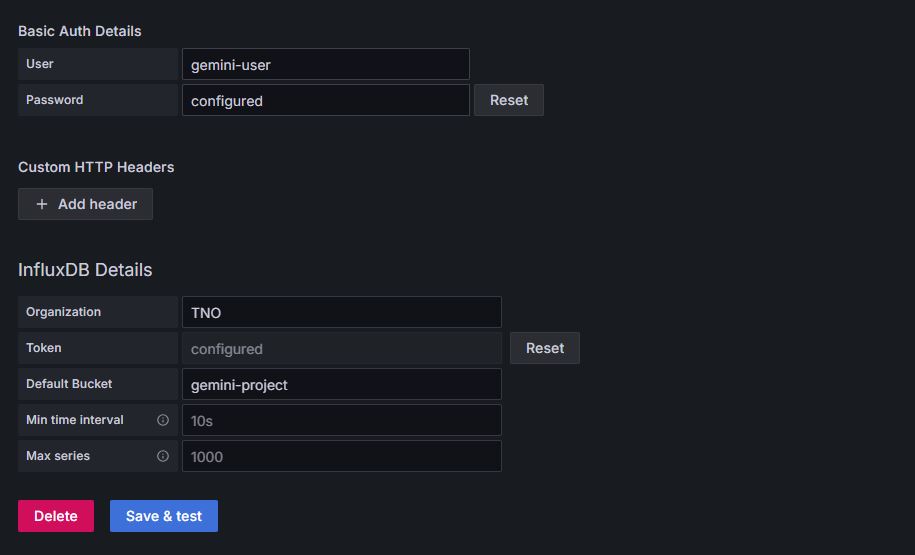 Basic Auth Details
User gemini-user
Password configured Reset
Custom HTTP Headers
+ Add header
InfluxDB Details
Organization TNO
Token configured Reset
Default Bucket gemini-project
Min time interval 10s
Max series 1000
Delete Save & test